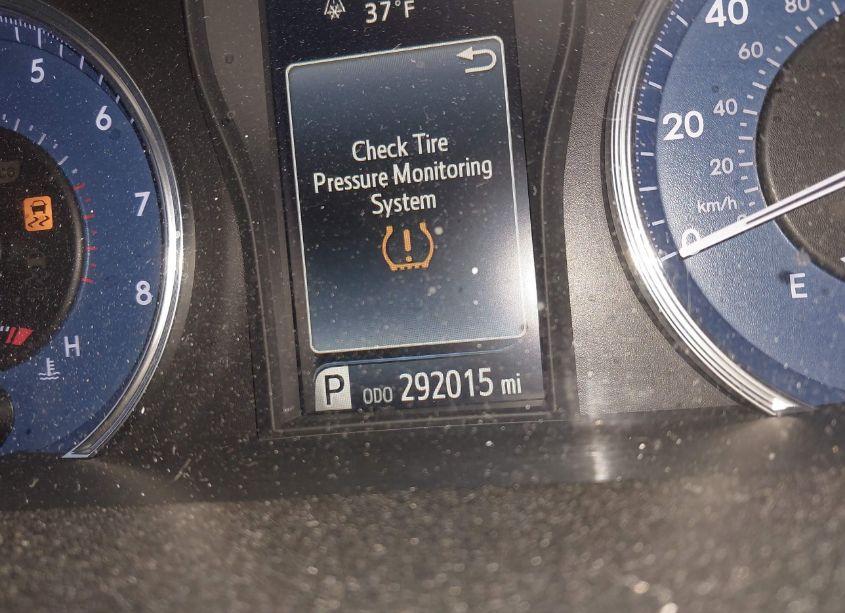 37°F
Check Tire
Pressure Monitoring
System
P ODO 292015 mi
5
6
7
8
H
40
20
0
80
60
40
20
km/h
E